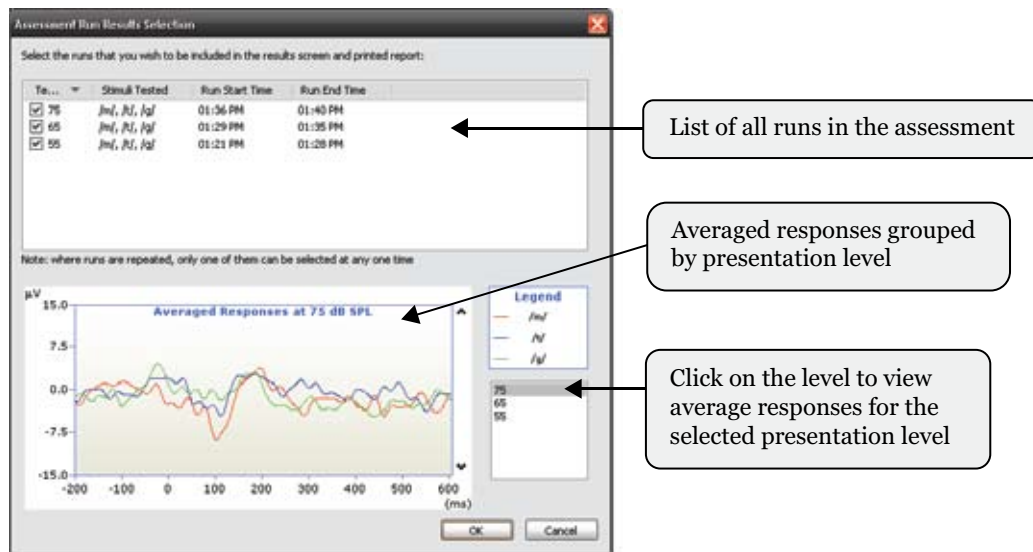 Assessment Run Results Selection
Select the runs that you wish to be included in the results screen and printed report:
Te... Stimuli Tested Run Start Time Run End Time
75 /m/, /t/, /g/ 01:36 PM 01:40 PM
65 /m/, /t/, /g/ 01:29 PM 01:35 PM
55 /m/, /t/, /g/ 01:21 PM 01:28 PM
List of all runs in the assessment
Note: where runs are repeated, only one of them can be selected at any one time
Averaged responses grouped
by presentation level
µV
15.0
7.5
0.0
-7.5
-15.0
Averaged Responses at 75 dB SPL
-200 -100 0 100 200 300 400 500 600
(ms)
Legend
/m/
/t/
/g/
75
65
55
Click on the level to view
average responses for the
selected presentation level
OK Cancel